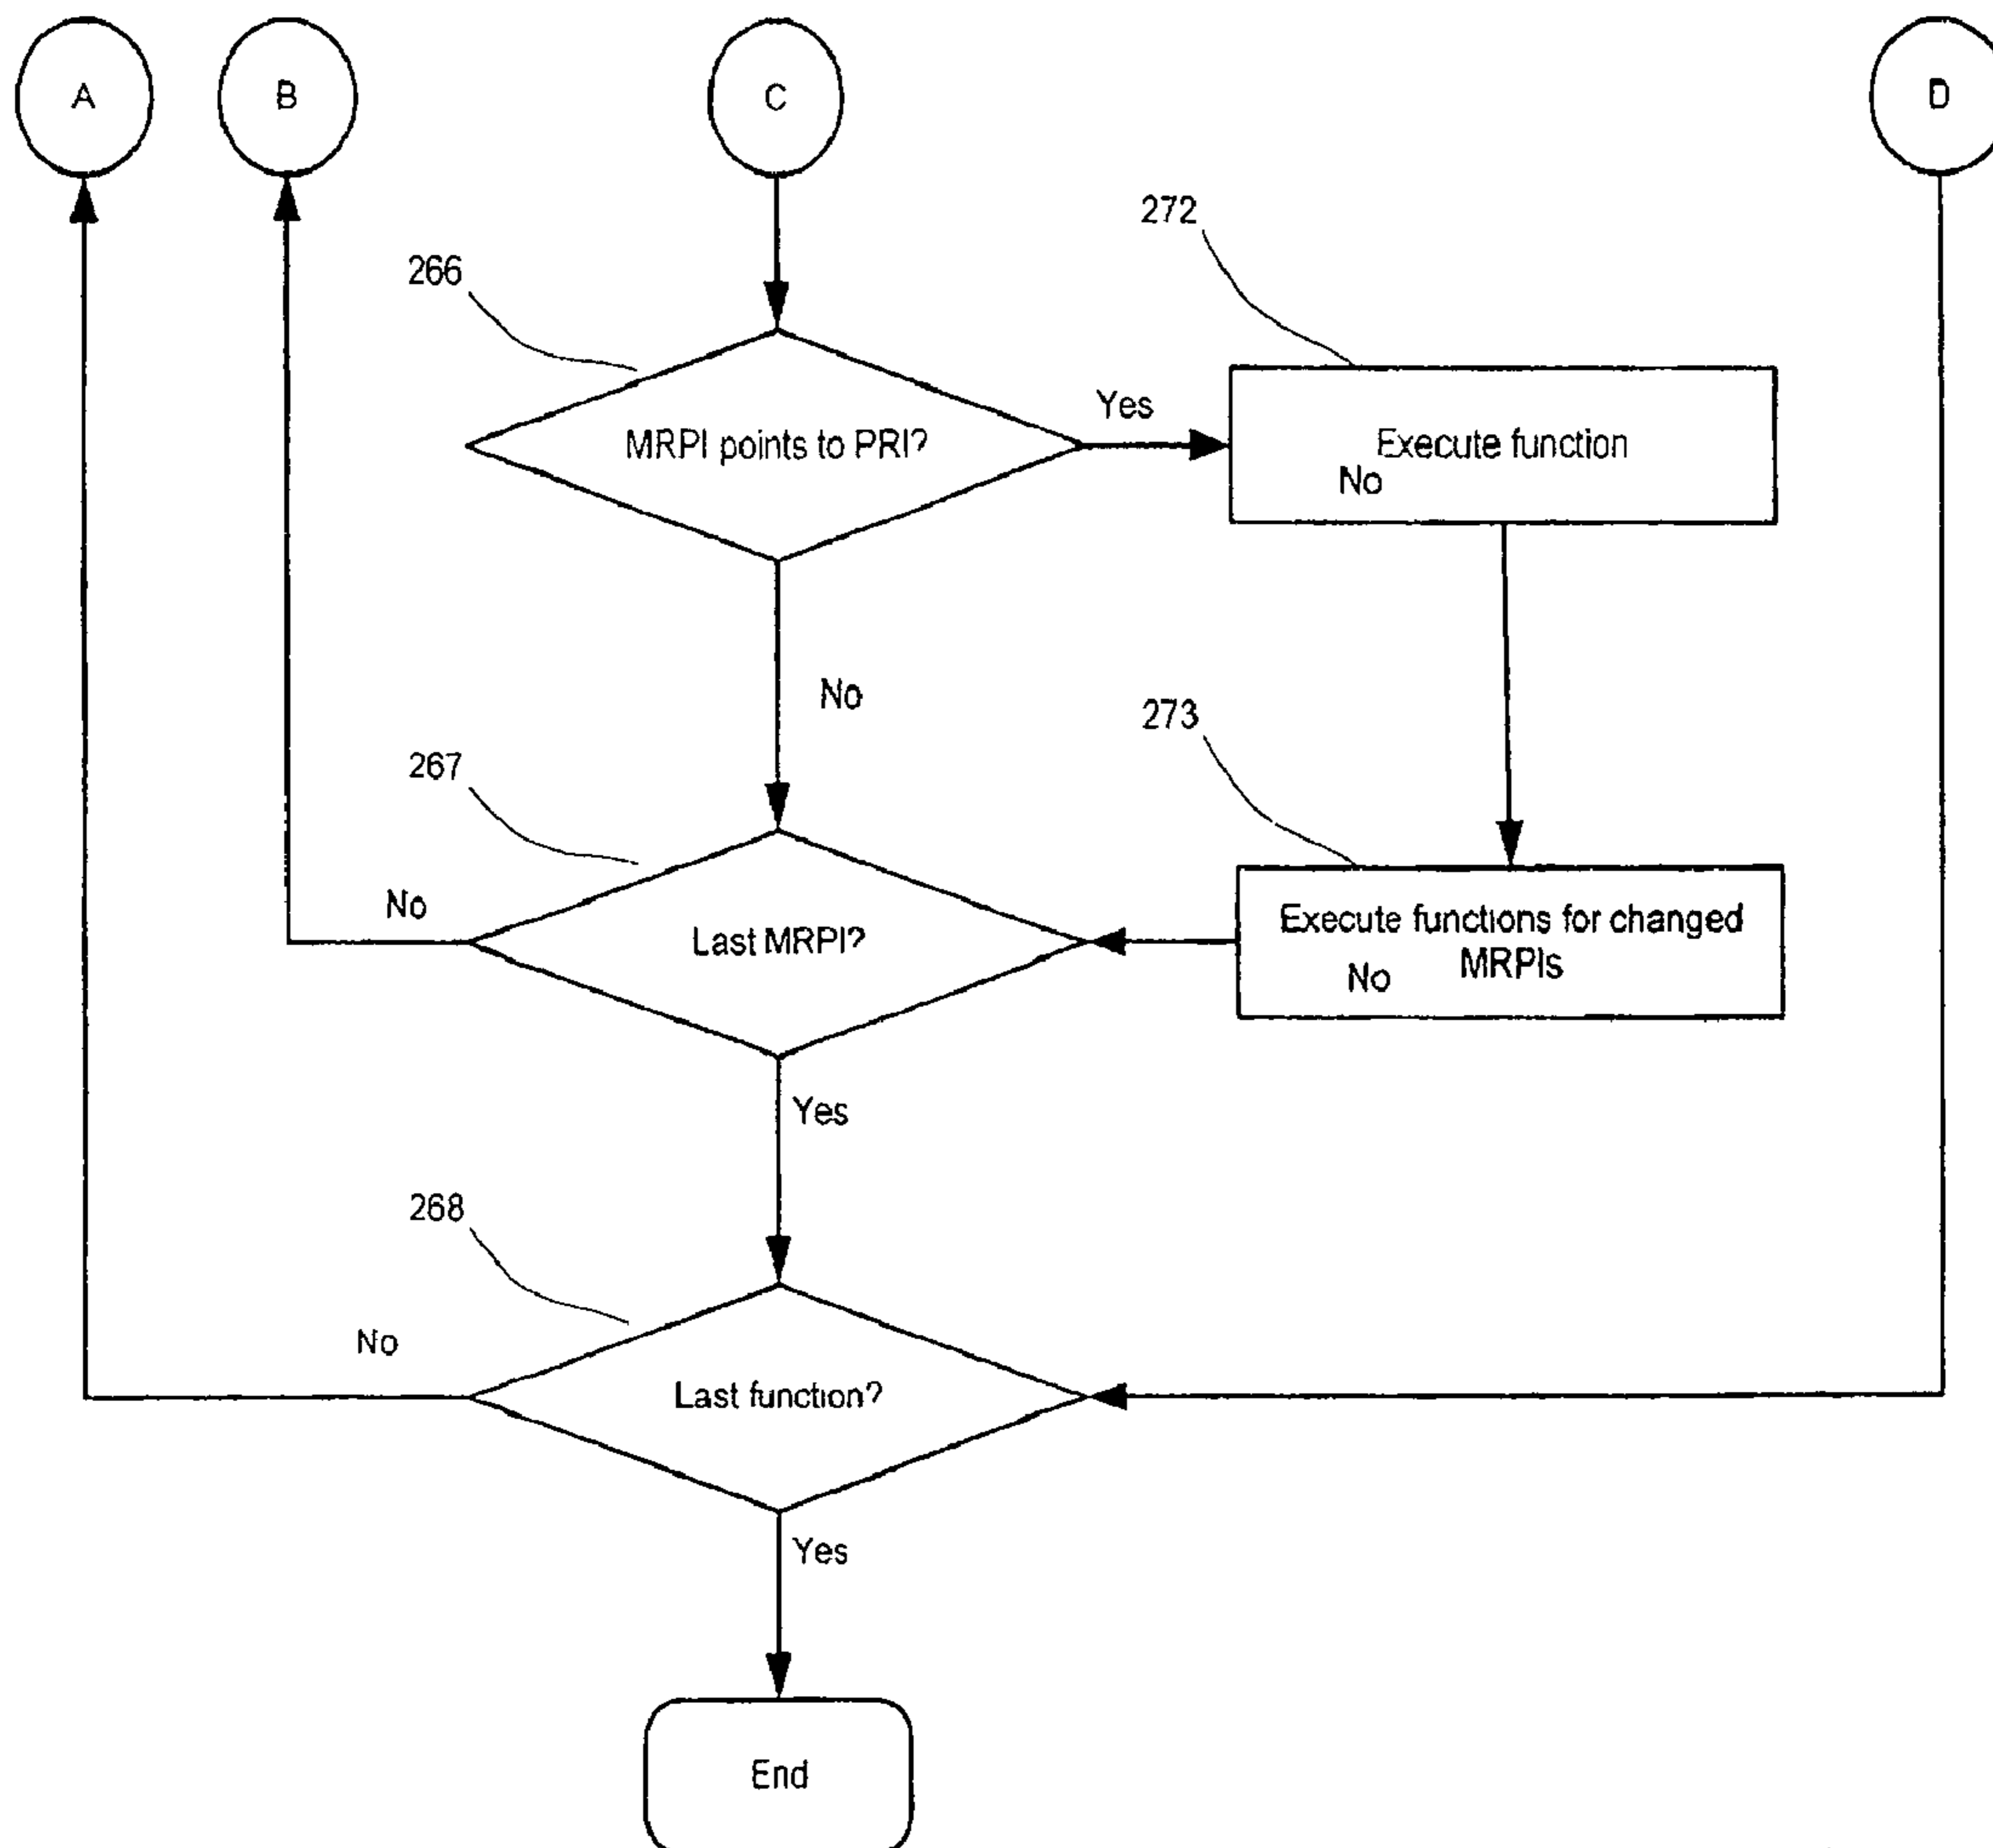 A
B
C
D
272
266
Yes
MRPI points to PRI?
Execute function
No
No
273
267
No
Last MRPI?
Execute functions for changed
MRPIs
No
Yes
268
No
Last function?
Yes
End